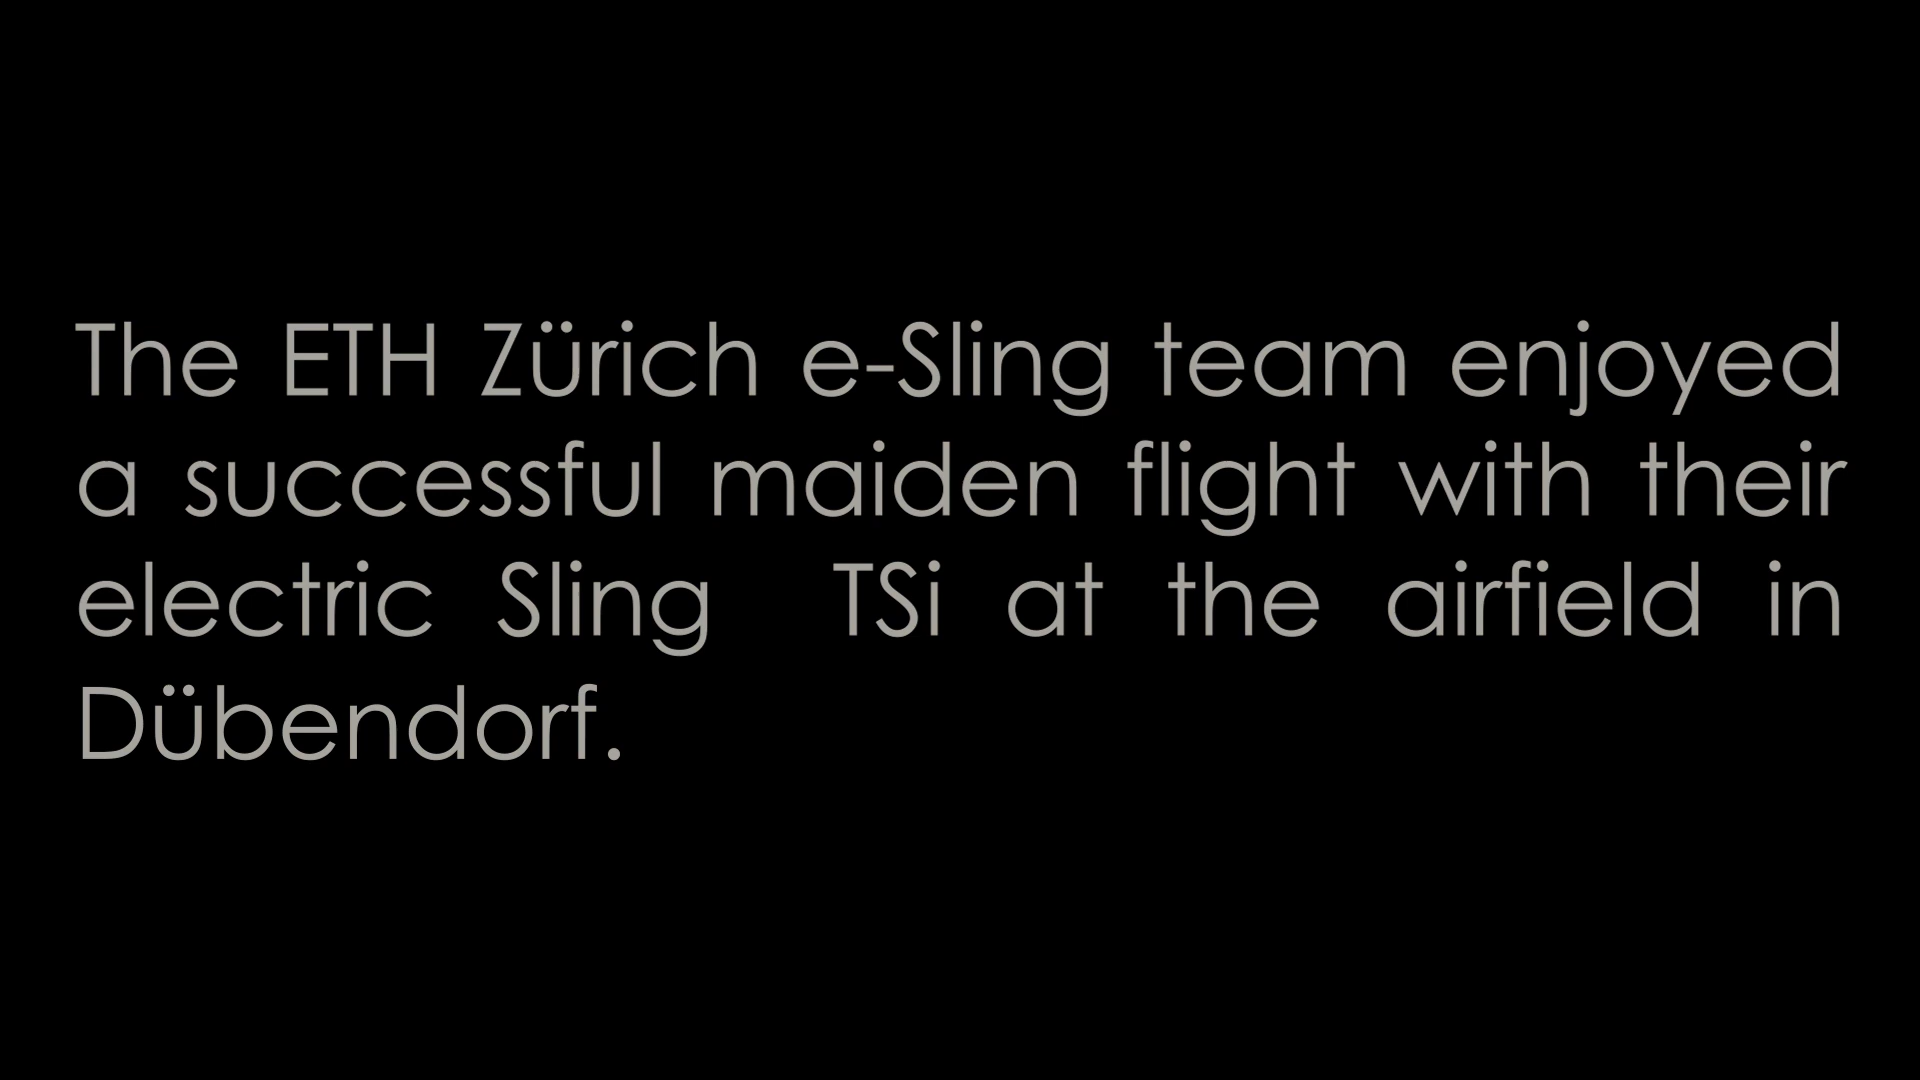 The ETH Zürich e-Sling team enjoyed
a successful maiden flight with their
electric Sling TSi at the airfield in
Dübendorf.